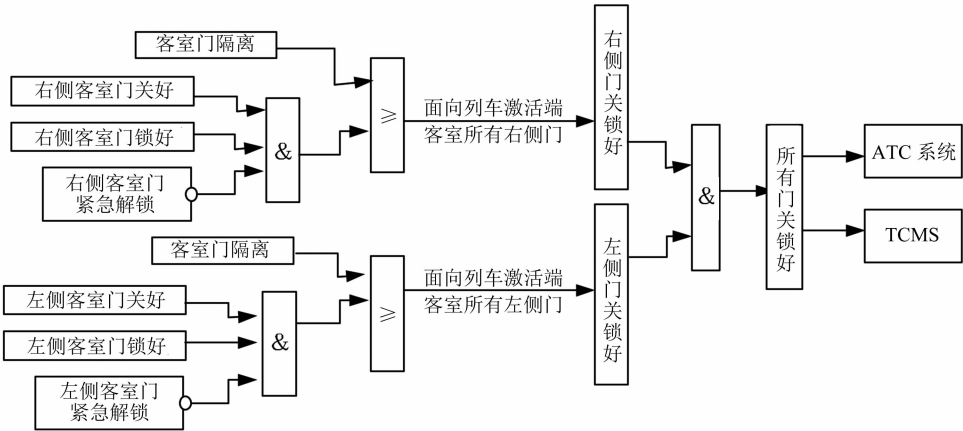 客室门隔离
右侧客室门关好
右侧客室门锁好
右侧客室门
紧急解锁
&
≥
面向列车激活端
客室所有右侧门
右侧门关锁好
客室门隔离
左侧客室门关好
左侧客室门锁好
左侧客室门
紧急解锁
&
≥
面向列车激活端
客室所有左侧门
左侧门关锁好
&
所有门关锁好
ATC 系统
TCMS